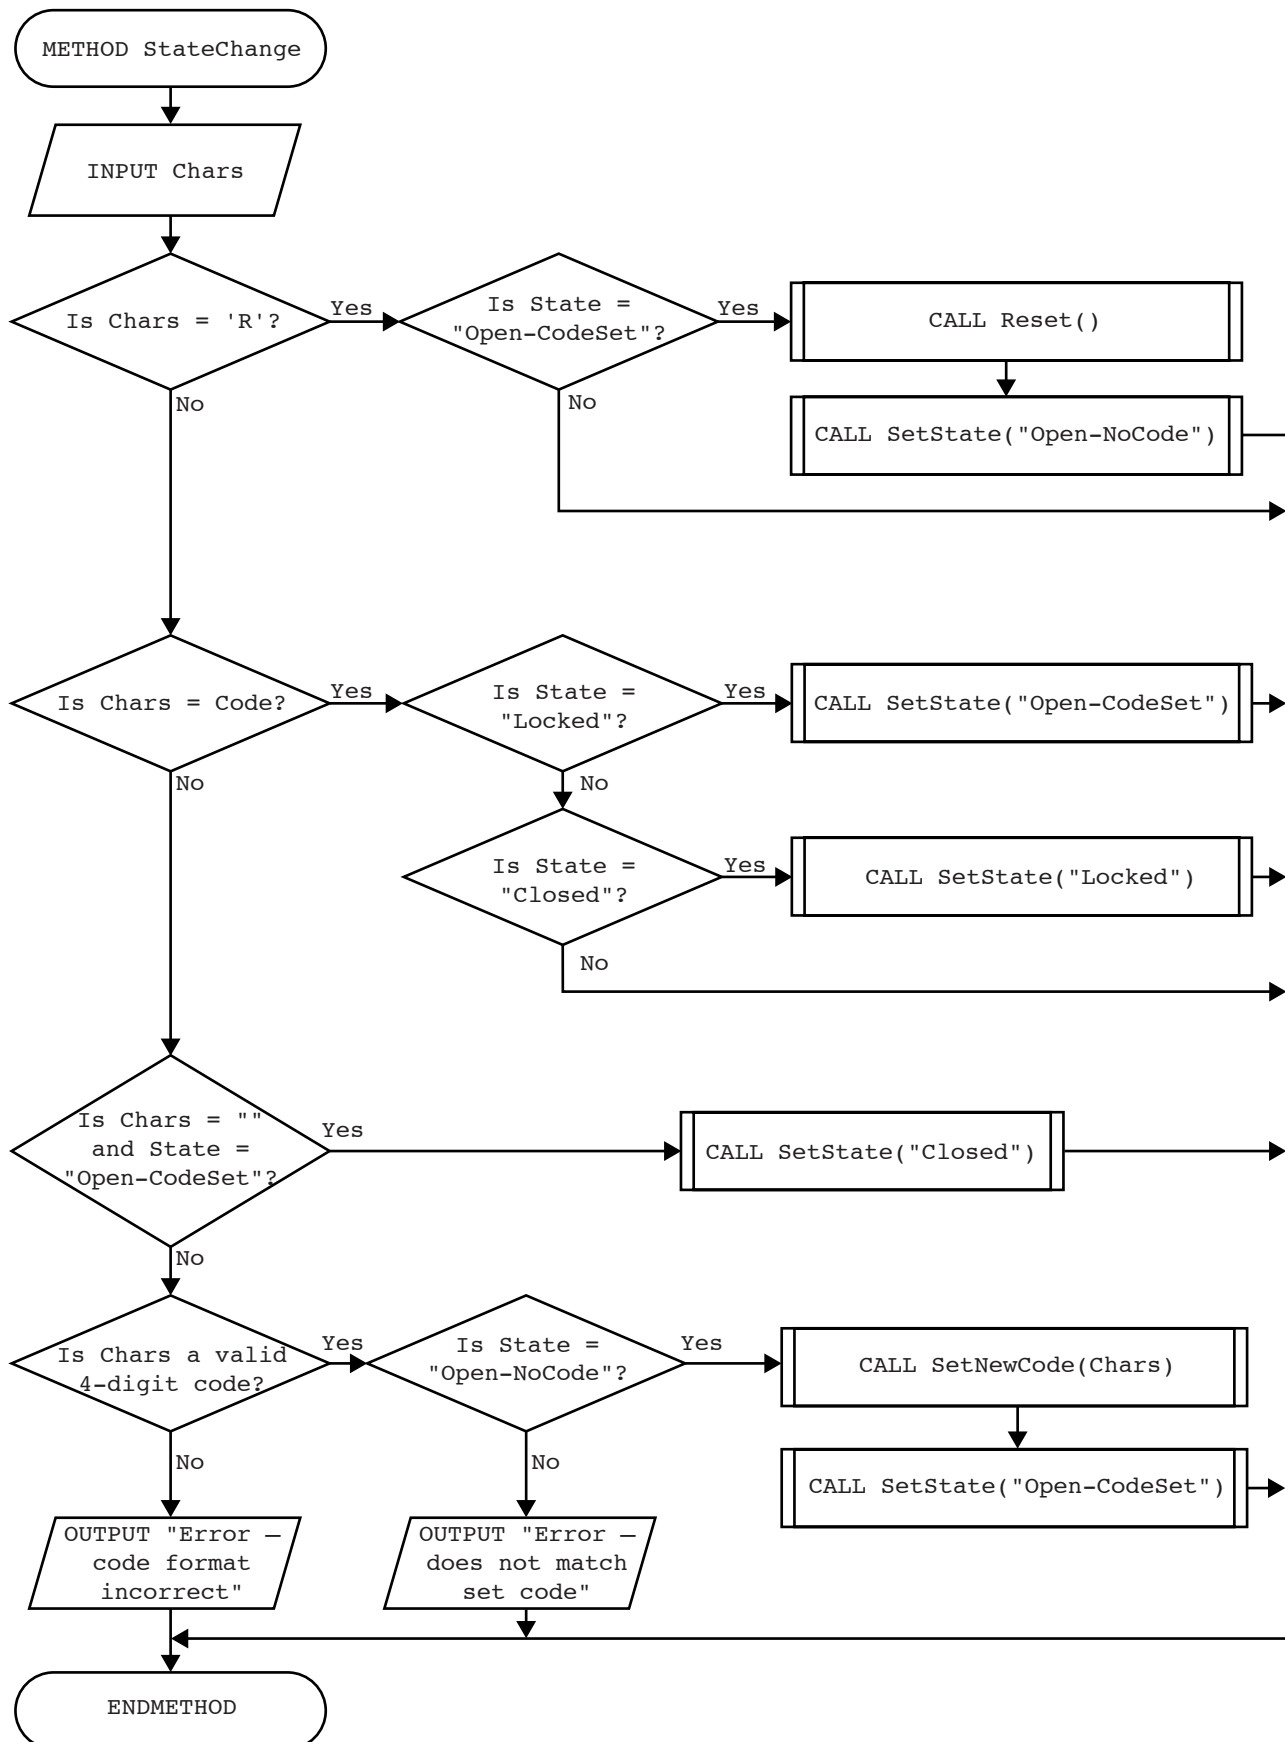 METHOD StateChange
INPUT Chars
Is Chars = 'R'?
Yes
No
Is State =
"Open-CodeSet"?
Yes
No
CALL Reset()
CALL SetState("Open-NoCode")
Is Chars = Code?
Yes
No
Is State =
"Locked"?
Yes
No
CALL SetState("Open-CodeSet")
Is State =
"Closed"?
Yes
No
CALL SetState("Locked")
Is Chars = ""
and State =
"Open-CodeSet"?
Yes
No
CALL SetState("Closed")
Is Chars a valid
4-digit code?
Yes
No
Is State =
"Open-NoCode"?
Yes
No
CALL SetNewCode(Chars)
CALL SetState("Open-CodeSet")
OUTPUT "Error –
code format
incorrect"
OUTPUT "Error –
does not match
set code"
ENDMETHOD